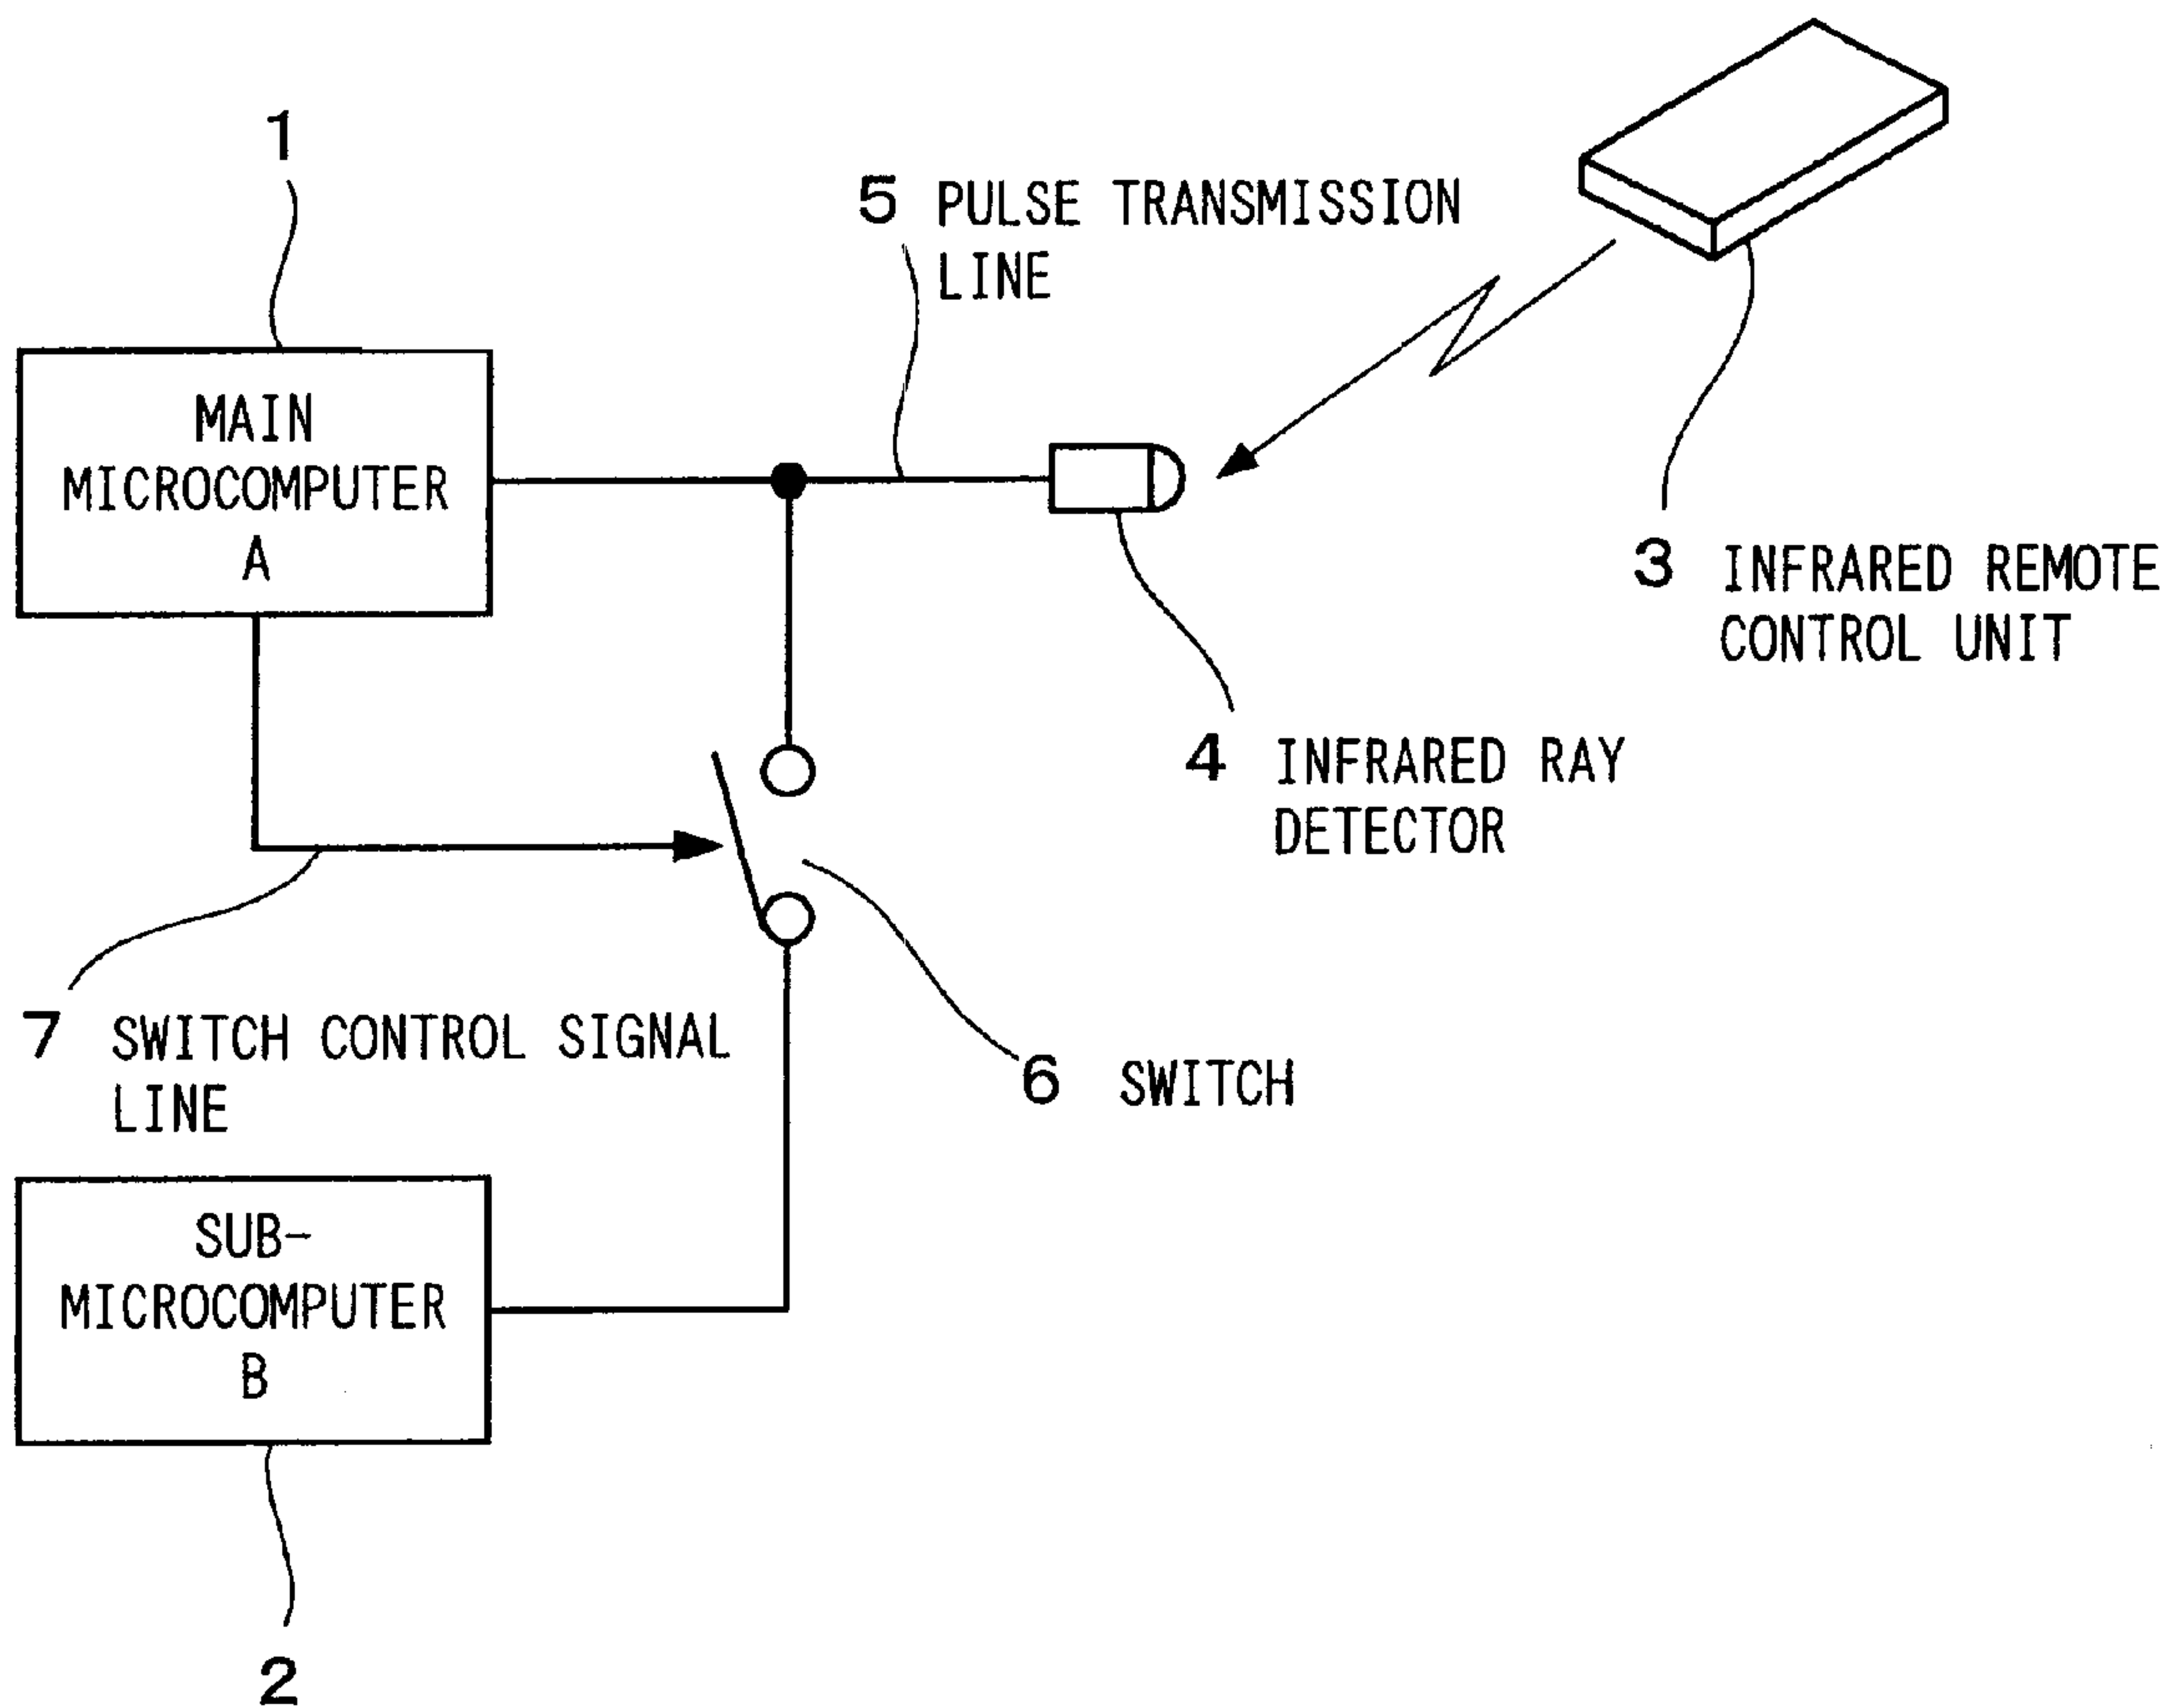 1
5 PULSE TRANSMISSION
LINE
MAIN
MICROCOMPUTER
A
3 INFRARED REMOTE
CONTROL UNIT
4 INFRARED RAY
DETECTOR
7 SWITCH CONTROL SIGNAL
LINE
6 SWITCH
SUB-
MICROCOMPUTER
B
2